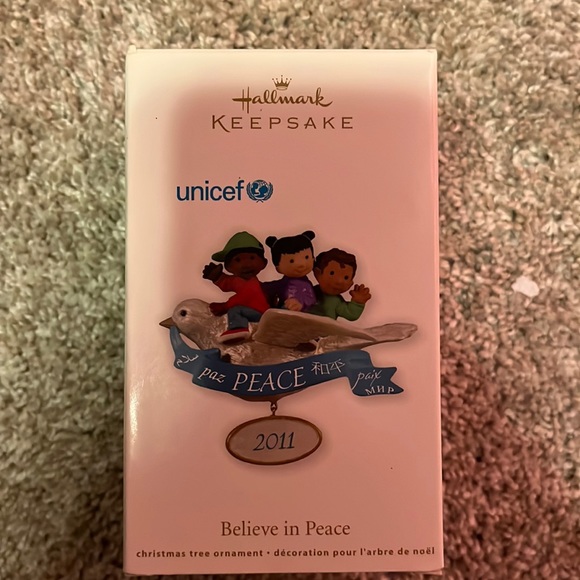 Hallmark
KEEPSAKE
unicef
سلام paz PEACE 和平 paix
МИР
2011
Believe in Peace
christmas tree ornament • décoration pour l'arbre de noël